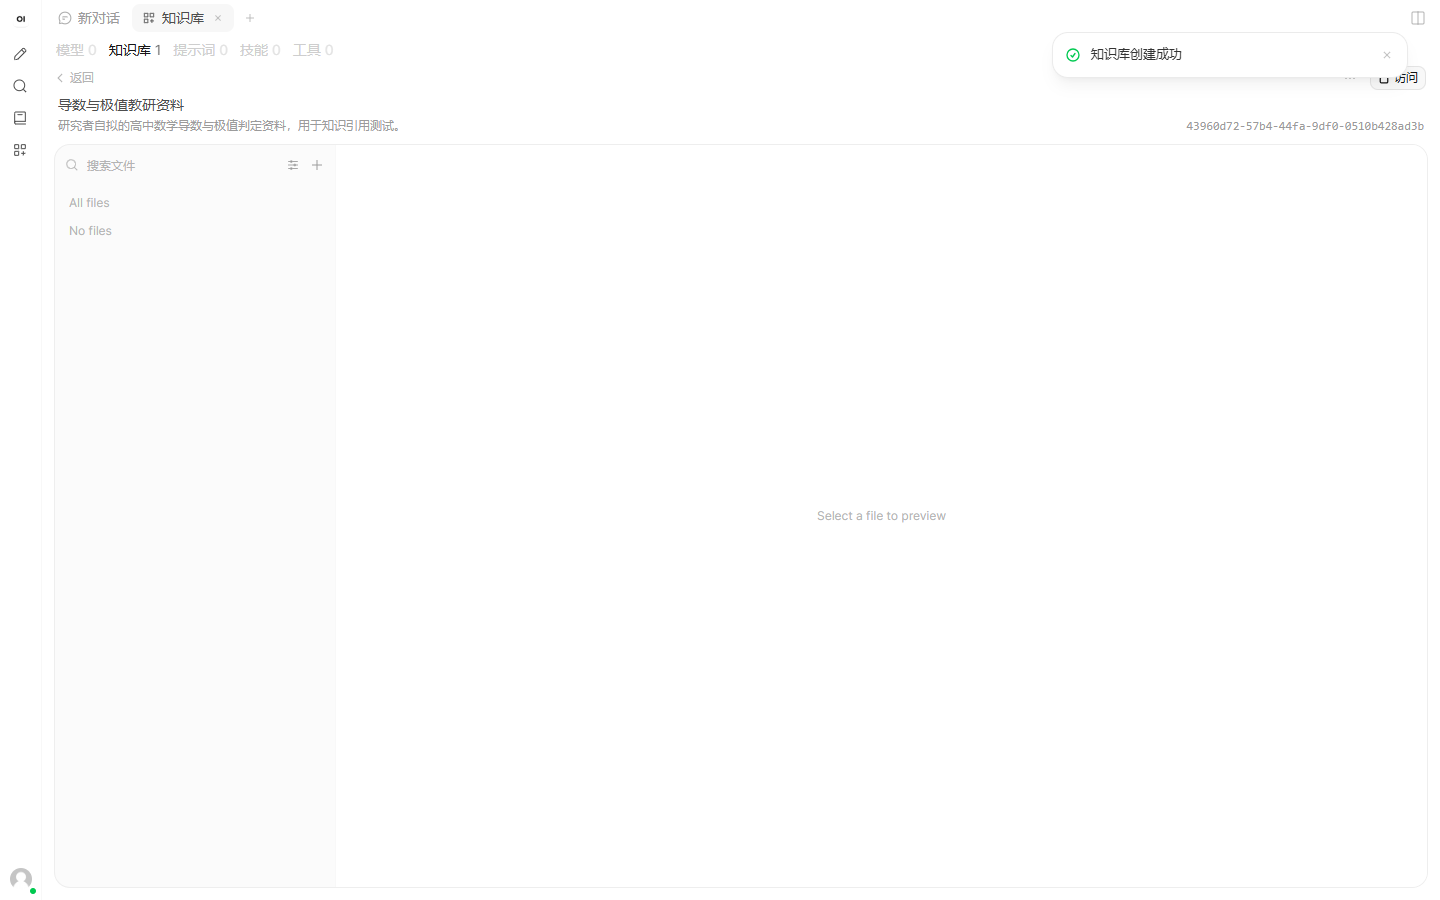 OI
新对话
知识库
模型 0 知识库 1 提示词 0 技能 0 工具 0
知识库创建成功
返回
访问
导数与极值教研资料
研究者自拟的高中数学导数与极值判定资料，用于知识引用测试。
43960d72-57b4-44fa-9df0-0510b428ad3b
搜索文件
All files
No files
Select a file to preview